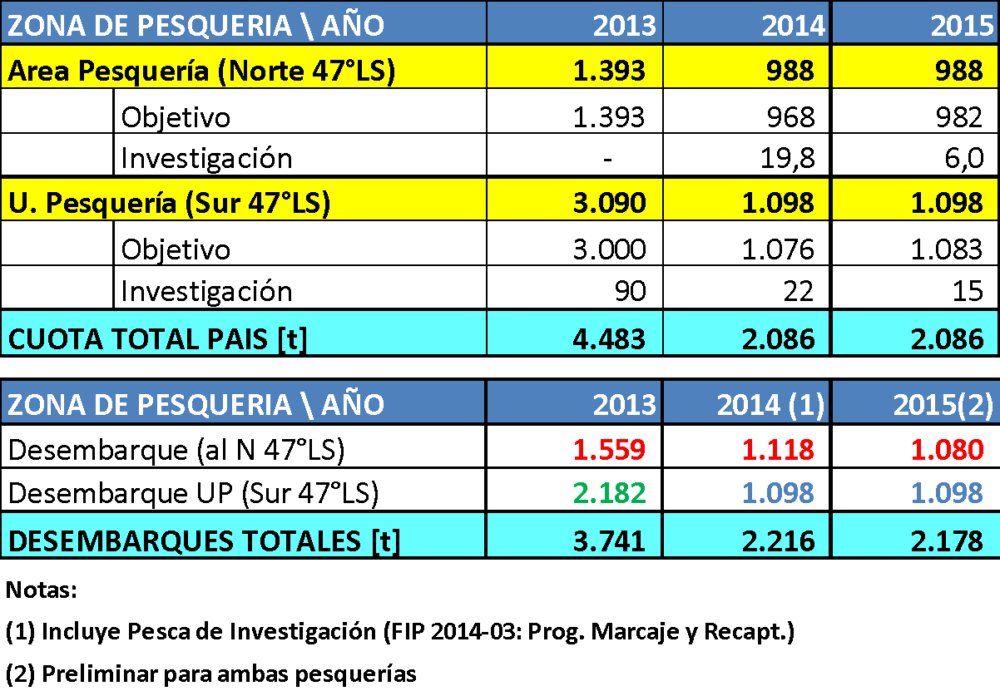 ZONA DE PESQUERIA \ AÑO 2013 2014 2015
Area Pesquería (Norte 47°LS) 1.393 988 988
Objetivo 1.393 968 982
Investigación - 19,8 6,0
U. Pesquería (Sur 47°LS) 3.090 1.098 1.098
Objetivo 3.000 1.076 1.083
Investigación 90 22 15
CUOTA TOTAL PAIS [t] 4.483 2.086 2.086
ZONA DE PESQUERIA \ AÑO 2013 2014 (1) 2015(2)
Desembarque (al N 47°LS) 1.559 1.118 1.080
Desembarque UP (Sur 47°LS) 2.182 1.098 1.098
DESEMBARQUES TOTALES [t] 3.741 2.216 2.178
Notas:
(1) Incluye Pesca de Investigación (FIP 2014-03: Prog. Marcaje y Recapt.)
(2) Preliminar para ambas pesquerías